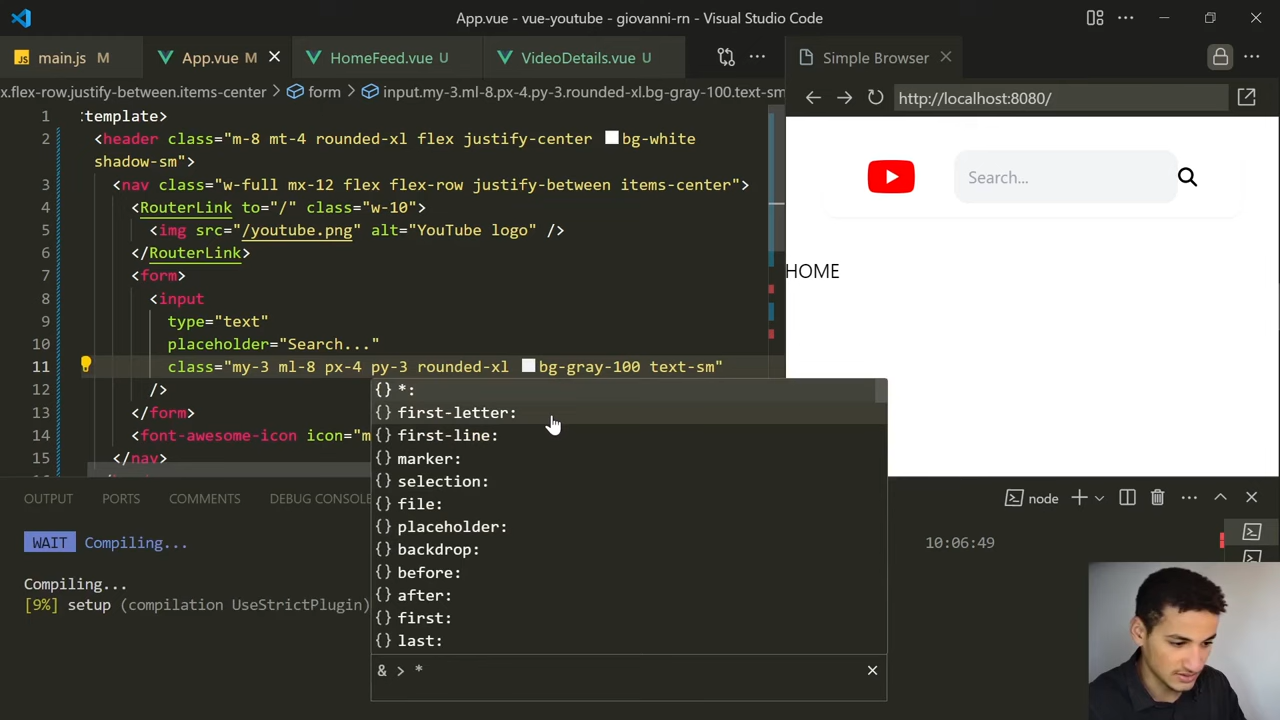 App.vue - vue-youtube - giovanni-rn - Visual Studio Code
JS main.js M
App.vue M
HomeFeed.vue U
VideoDetails.vue U
Simple Browser
x.flex-row.justify-between.items-center > form > input.my-3.ml-8.px-4.py-3.rounded-xl.bg-gray-100.text-sm
http://localhost:8080/
1 template>
2 <header class="m-8 mt-4 rounded-xl flex justify-center bg-white
shadow-sm">
3 <nav class="w-full mx-12 flex flex-row justify-between items-center">
4 <RouterLink to="/" class="w-10">
5 <img src="/youtube.png" alt="YouTube logo" />
6 </RouterLink>
7 <form>
8 <input
9 type="text"
10 placeholder="Search..."
11 class="my-3 ml-8 px-4 py-3 rounded-xl bg-gray-100 text-sm"
12 />
13 </form>
14 <font-awesome-icon icon="m
15 </nav>
Search...
HOME
{} *:
{} first-letter:
{} first-line:
{} marker:
{} selection:
{} file:
{} placeholder:
{} backdrop:
{} before:
{} after:
{} first:
{} last:
& > *
OUTPUT PORTS COMMENTS DEBUG CONSOLE
node
WAIT Compiling...
10:06:49
Compiling...
[9%] setup (compilation UseStrictPlugin)